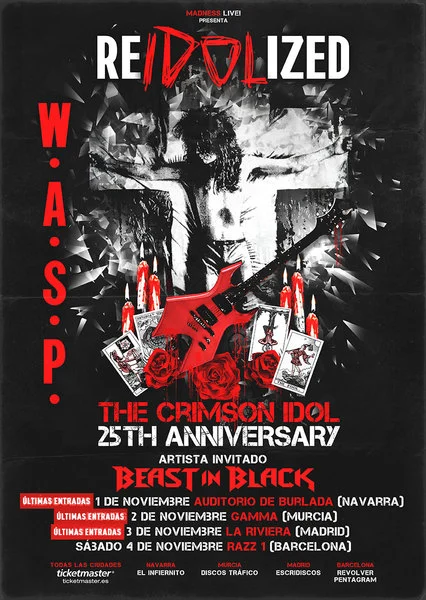 MADNESS LIVE!
PRESENTA
REIDOLIZED
W.A.S.P.
THE CRIMSON IDOL
25TH ANNIVERSARY
ARTISTA INVITADO
BEAST IN BLACK
ÚLTIMAS ENTRADAS 1 DE NOVIEMBRE AUDITORIO DE BURLADA (NAVARRA)
ÚLTIMAS ENTRADAS 2 DE NOVIEMBRE GAMMA (MURCIA)
ÚLTIMAS ENTRADAS 3 DE NOVIEMBRE LA RIVIERA (MADRID)
SÁBADO 4 DE NOVIEMBRE RAZZ 1 (BARCELONA)
TODAS LAS CIUDADES NAVARRA MURCIA MADRID BARCELONA
ticketmaster EL INFIERNITO DISCOS TRÁFICO ESCRIDISCOS REVOLVER
ticketmaster.es PENTAGRAM